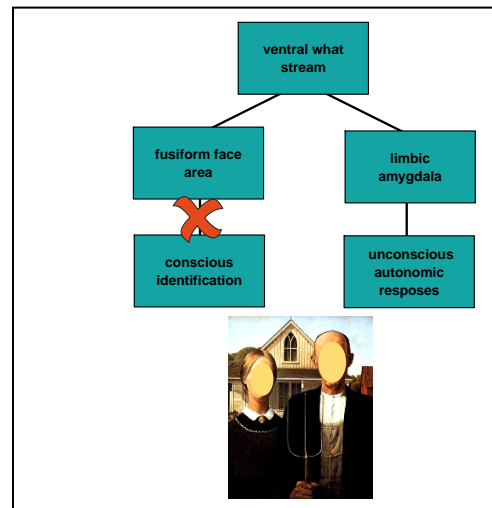 ventral what
stream
fusiform face
area
limbic
amygdala
conscious
identification
unconscious
autonomic
resposes